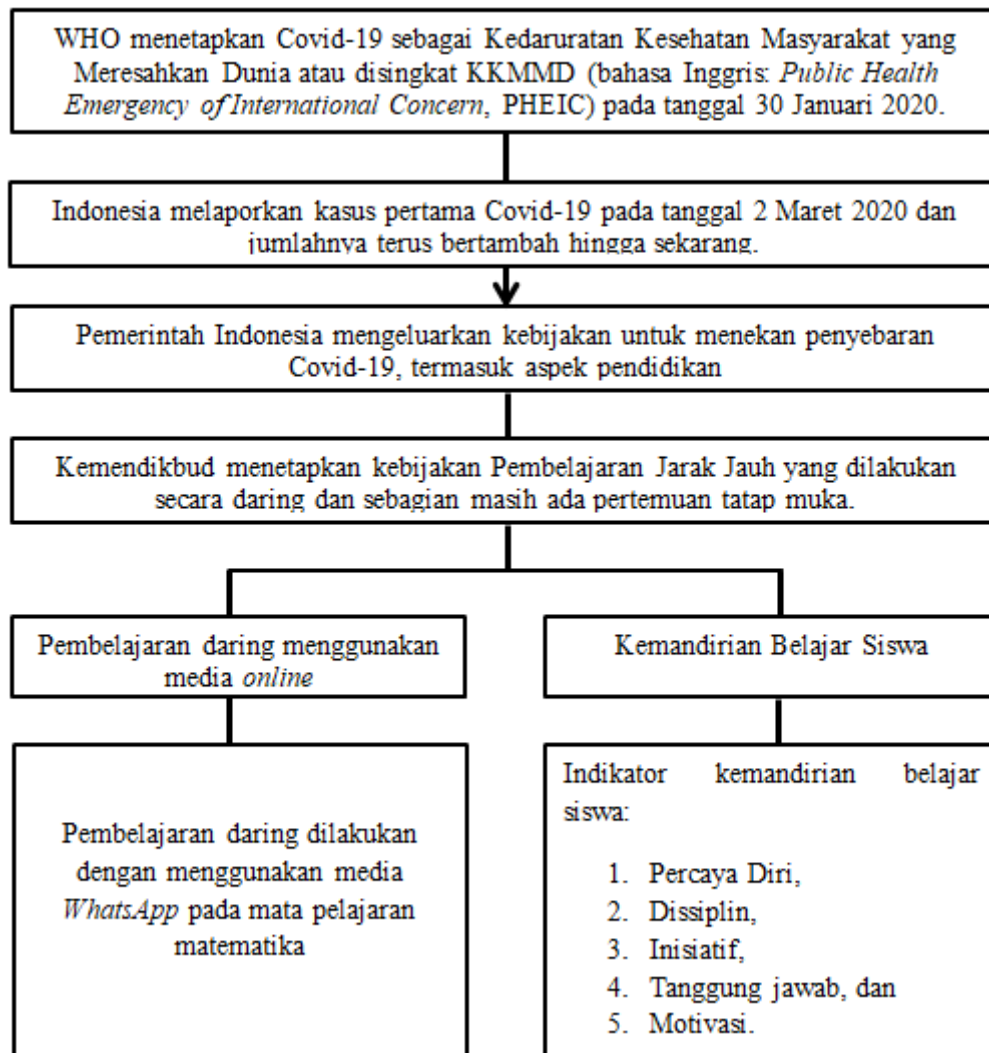 WHO menetapkan Covid-19 sebagai Kedaruratan Kesehatan Masyarakat yang
Meresahkan Dunia atau disingkat KKMMD (bahasa Inggris: Public Health
Emergency of International Concern, PHEIC) pada tanggal 30 Januari 2020.
Indonesia melaporkan kasus pertama Covid-19 pada tanggal 2 Maret 2020 dan
jumlahnya terus bertambah hingga sekarang.
Pemerintah Indonesia mengeluarkan kebijakan untuk menekan penyebaran
Covid-19, termasuk aspek pendidikan
Kemendikbud menetapkan kebijakan Pembelajaran Jarak Jauh yang dilakukan
secara daring dan sebagian masih ada pertemuan tatap muka.
Pembelajaran daring menggunakan
media online
Kemandirian Belajar Siswa
Pembelajaran daring dilakukan
dengan menggunakan media
WhatsApp pada mata pelajaran
matematika
Indikator kemandirian belajar
siswa:
1. Percaya Diri,
2. Dissiplin,
3. Inisiatif,
4. Tanggung jawab, dan
5. Motivasi.